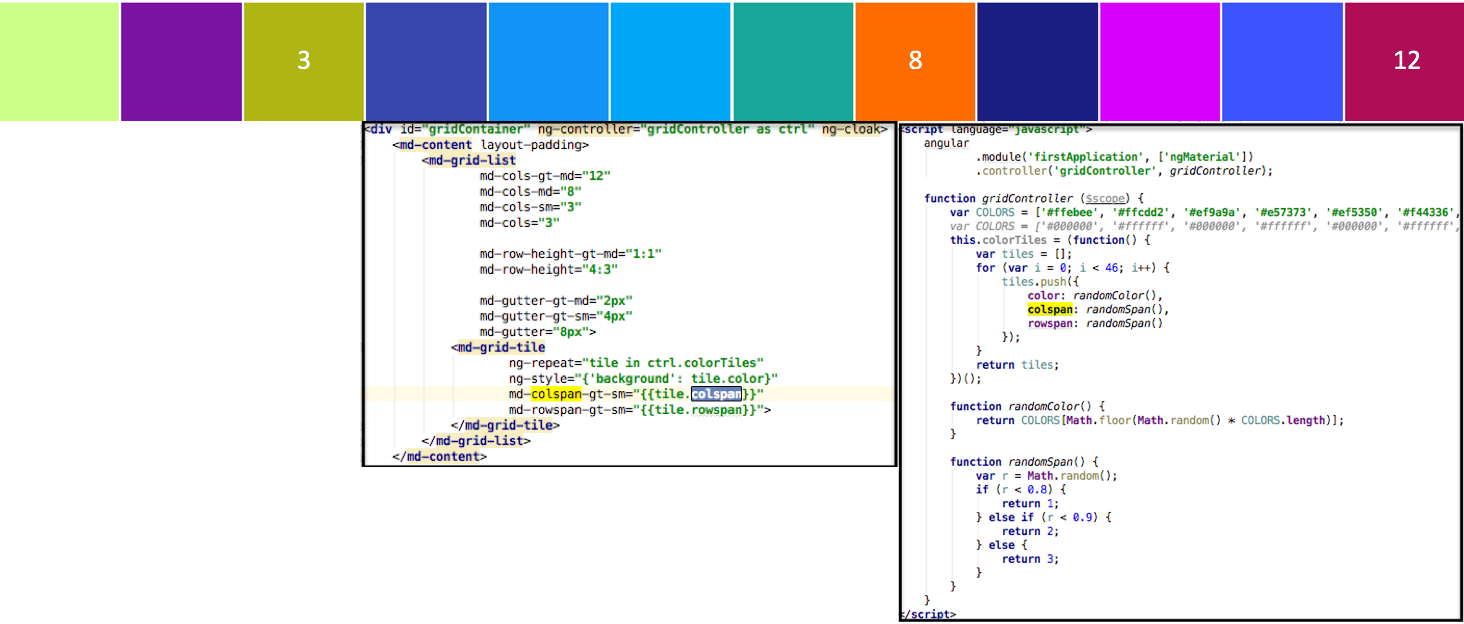 3
8
12
<div id="gridContainer" ng-controller="gridController as ctrl" ng-cloak>
<md-content layout-padding>
<md-grid-list
md-cols-gt-md="12"
md-cols-md="8"
md-cols-sm="3"
md-cols="3"
md-row-height-gt-md="1:1"
md-row-height="4:3"
md-gutter-gt-md="2px"
md-gutter-gt-sm="4px"
md-gutter="8px">
<md-grid-tile
ng-repeat="tile in ctrl.colorTiles"
ng-style="{'background': tile.color}"
md-colspan-gt-sm="{{tile.colspan}}"
md-rowspan-gt-sm="{{tile.rowspan}}">
</md-grid-tile>
</md-grid-list>
</md-content>
<script language="javascript">
angular
.module('firstApplication', ['ngMaterial'])
.controller('gridController', gridController);
function gridController ($scope) {
var COLORS = ['#ffebee', '#ffcdd2', '#ef9a9a', '#e57373', '#ef5350', '#f44336',
var COLORS = ['#000000', '#ffffff', '#000000', '#ffffff', '#000000', '#ffffff',
this.colorTiles = (function() {
var tiles = [];
for (var i = 0; i < 46; i++) {
tiles.push({
color: randomColor(),
colspan: randomSpan(),
rowspan: randomSpan()
});
}
return tiles;
})();
function randomColor() {
return COLORS[Math.floor(Math.random() * COLORS.length)];
}
function randomSpan() {
var r = Math.random();
if (r < 0.8) {
return 1;
} else if (r < 0.9) {
return 2;
} else {
return 3;
}
}
}
</script>